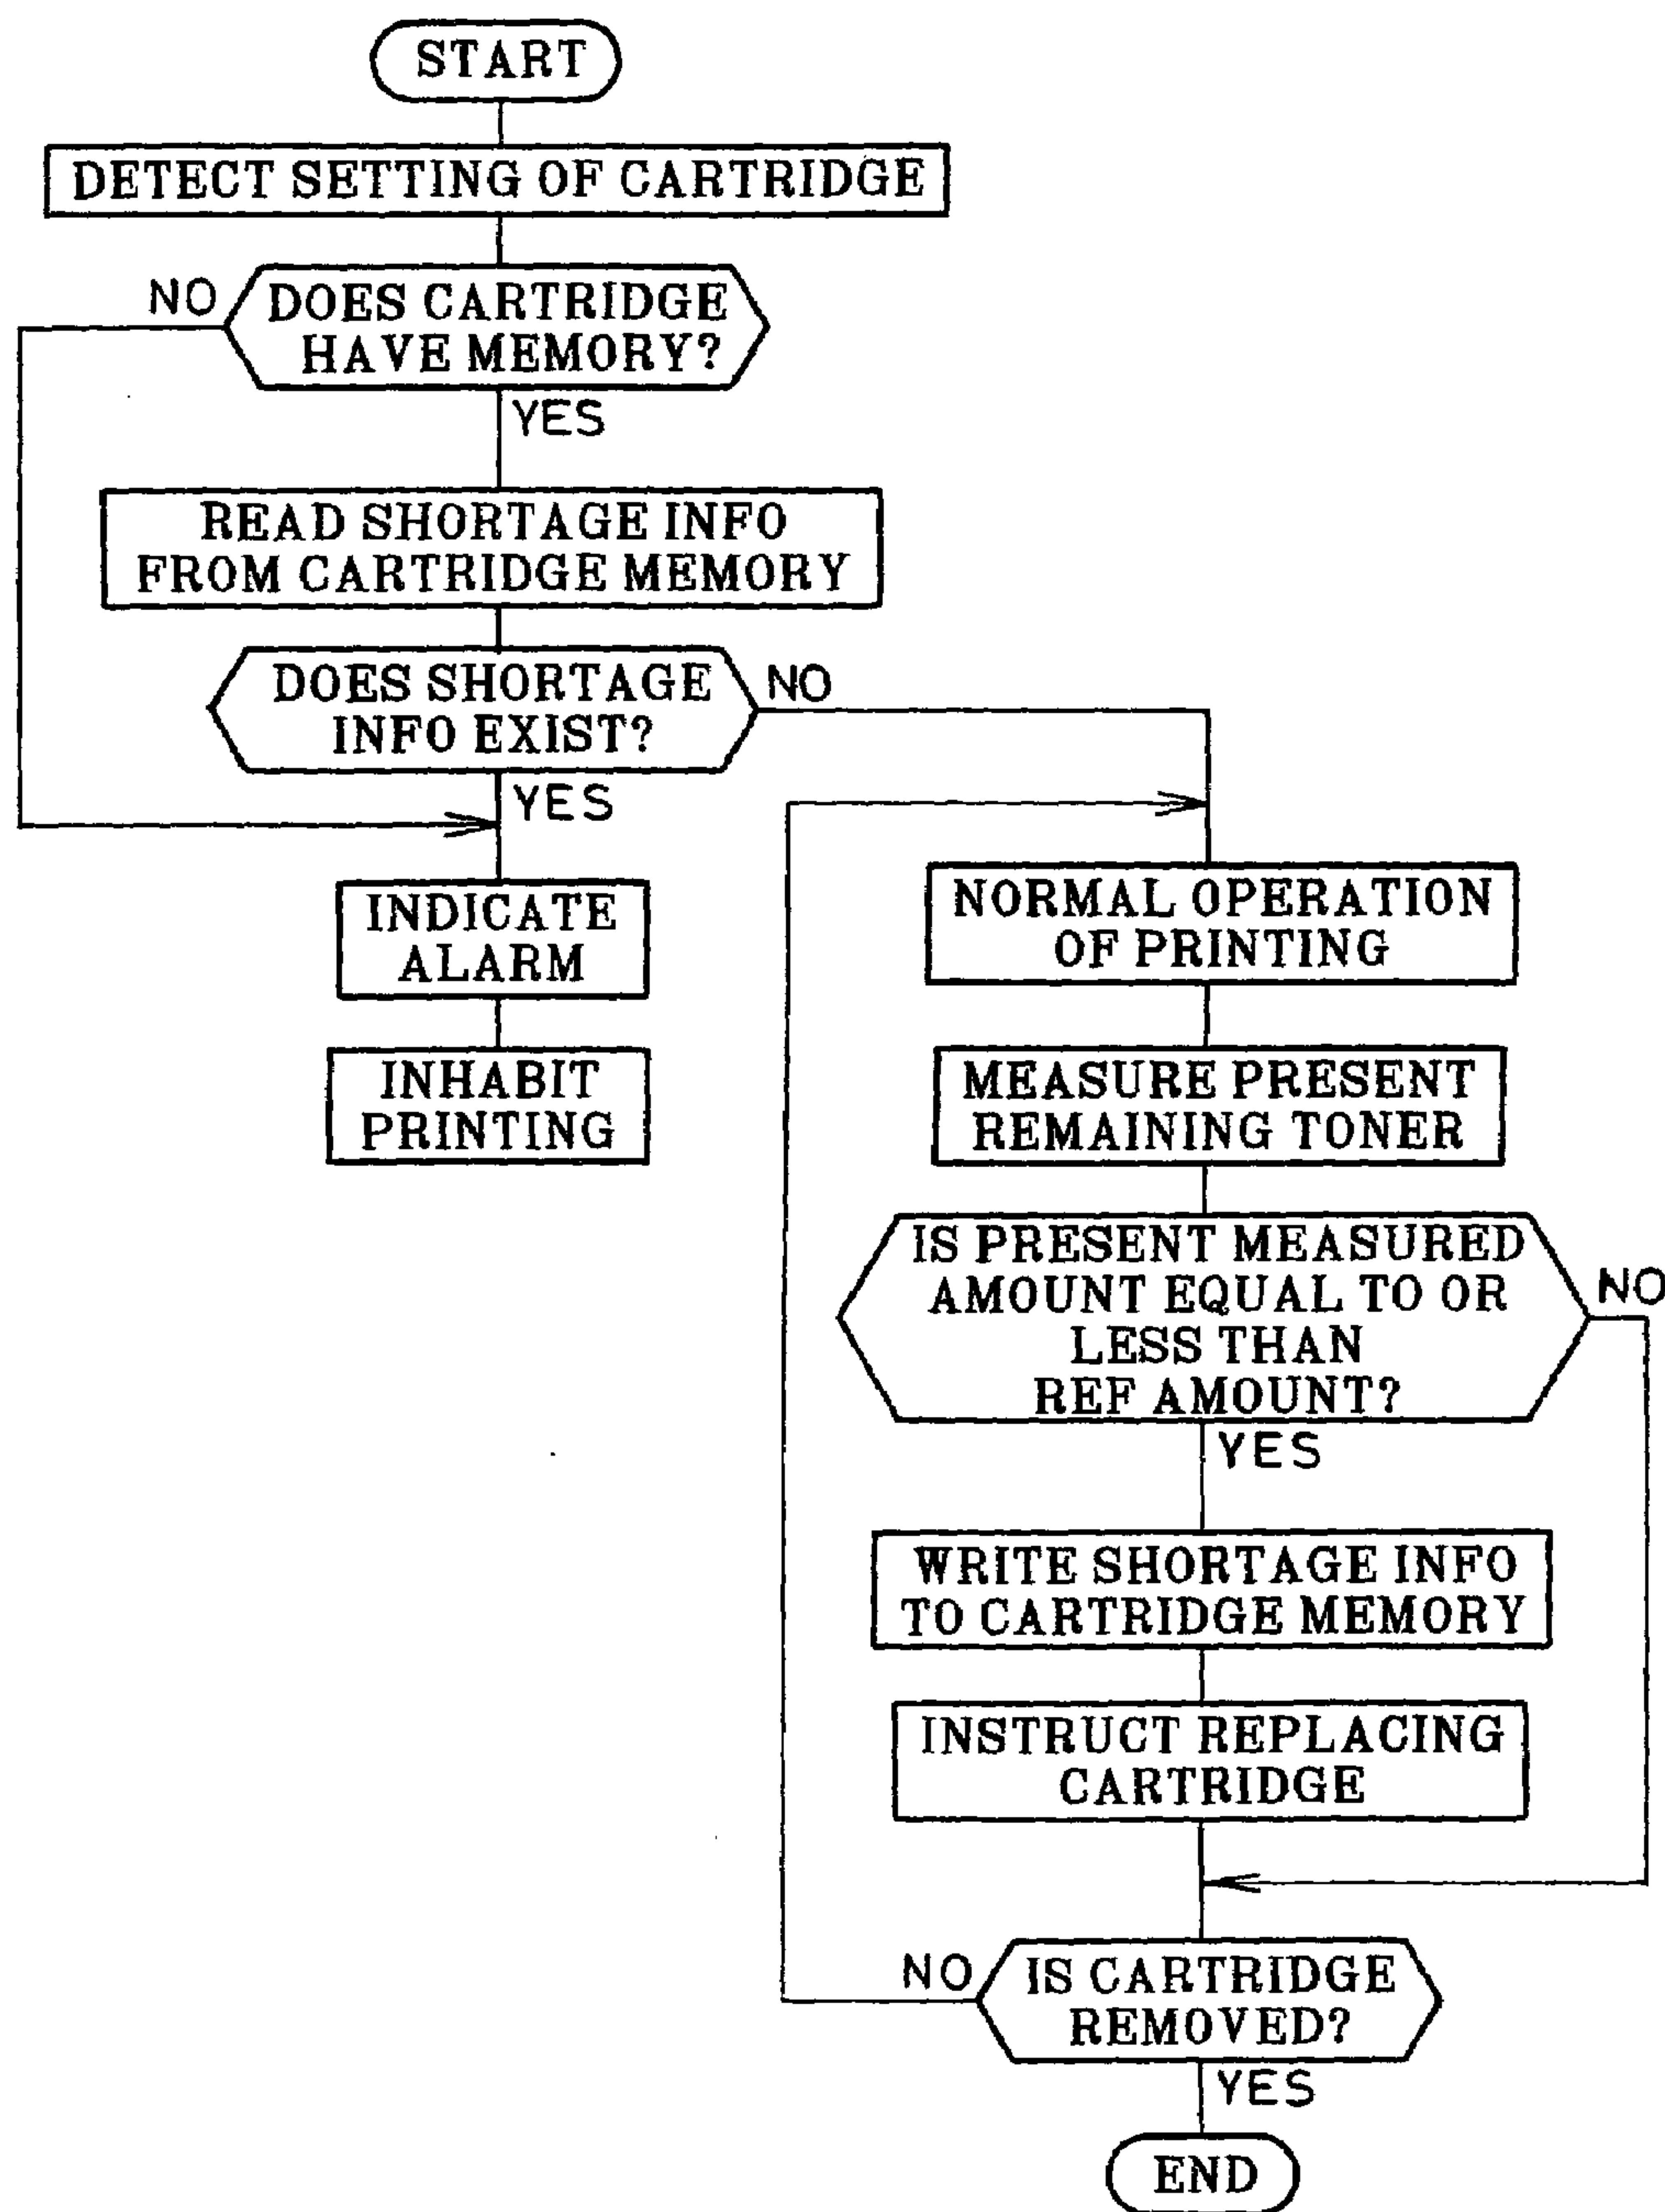 START
DETECT SETTING OF CARTRIDGE
NO
DOES CARTRIDGE
HAVE MEMORY?
YES
READ SHORTAGE INFO
FROM CARTRIDGE MEMORY
DOES SHORTAGE
INFO EXIST?
NO
YES
INDICATE
ALARM
INHABIT
PRINTING
NORMAL OPERATION
OF PRINTING
MEASURE PRESENT
REMAINING TONER
IS PRESENT MEASURED
AMOUNT EQUAL TO OR
LESS THAN
REF AMOUNT?
NO
YES
WRITE SHORTAGE INFO
TO CARTRIDGE MEMORY
INSTRUCT REPLACING
CARTRIDGE
NO
IS CARTRIDGE
REMOVED?
YES
END